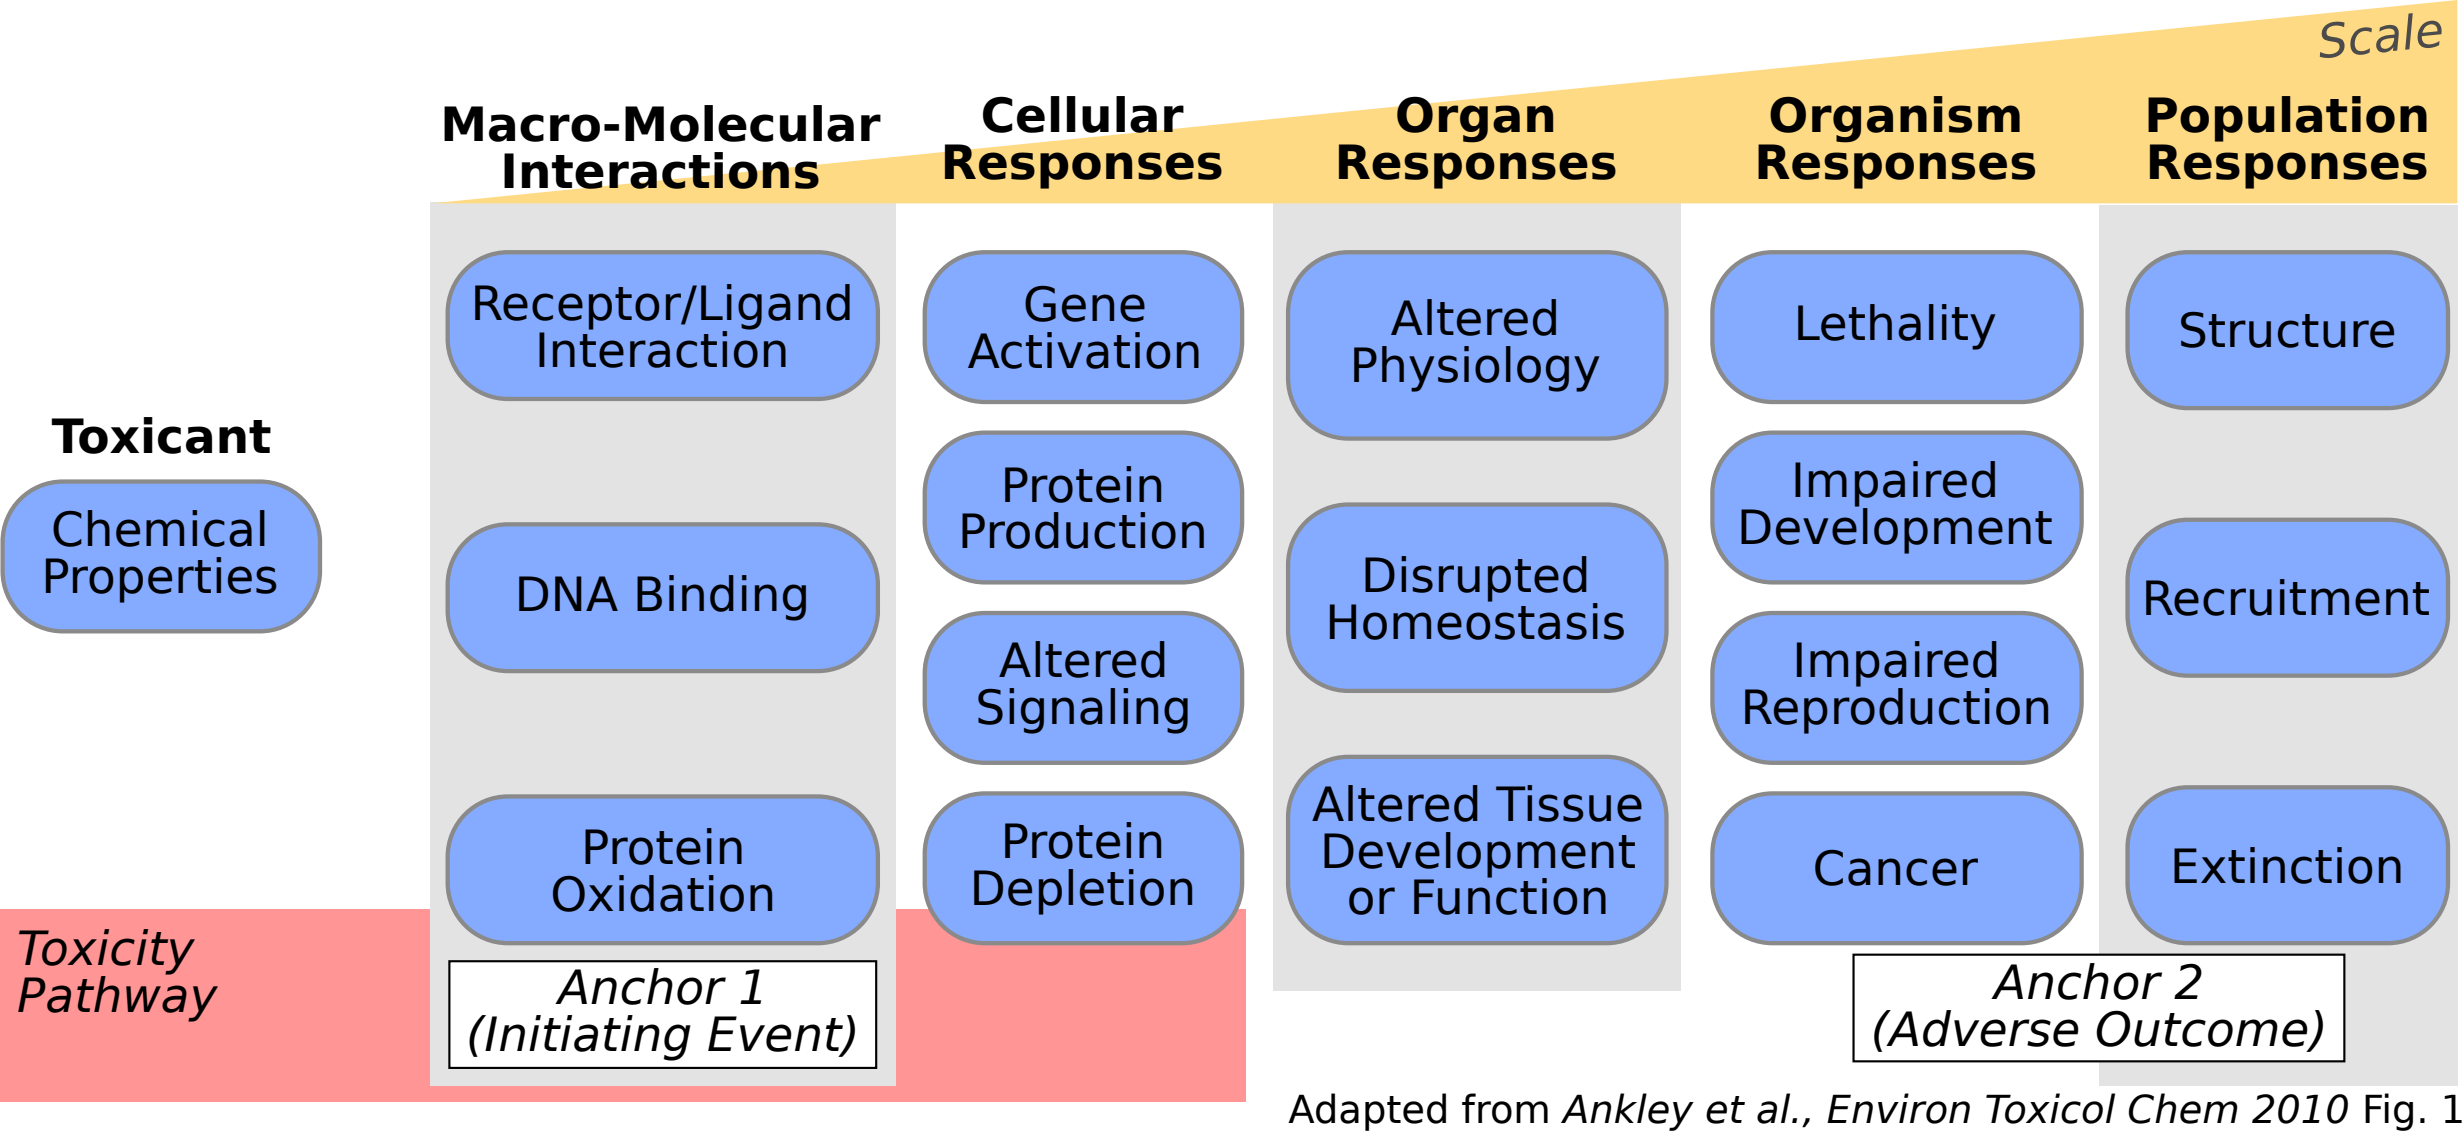 Scale
Macro-Molecular
Interactions
Cellular
Responses
Organ
Responses
Organism
Responses
Population
Responses
Toxicant
Chemical
Properties
Receptor/Ligand
Interaction
DNA Binding
Protein
Oxidation
Gene
Activation
Protein
Production
Altered
Signaling
Protein
Depletion
Altered
Physiology
Disrupted
Homeostasis
Altered Tissue
Development
or Function
Lethality
Impaired
Development
Impaired
Reproduction
Cancer
Structure
Recruitment
Extinction
Toxicity
Pathway
Anchor 1
(Initiating Event)
Anchor 2
(Adverse Outcome)
Adapted from Ankley et al., Environ Toxicol Chem 2010 Fig. 1